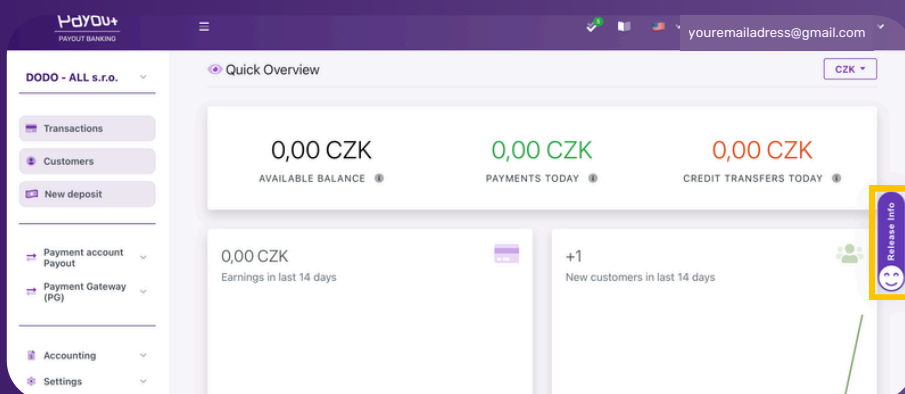 Payout
PAYOUT BANKING
youremailadress@gmail.com
DODO - ALL s.r.o.
Transactions
Customers
New deposit
Payment account
Payout
Payment Gateway
(PG)
Accounting
Settings
Quick Overview
CZK
0,00 CZK
AVAILABLE BALANCE
0,00 CZK
PAYMENTS TODAY
0,00 CZK
CREDIT TRANSFERS TODAY
0,00 CZK
Earnings in last 14 days
+1
New customers in last 14 days
Release Info